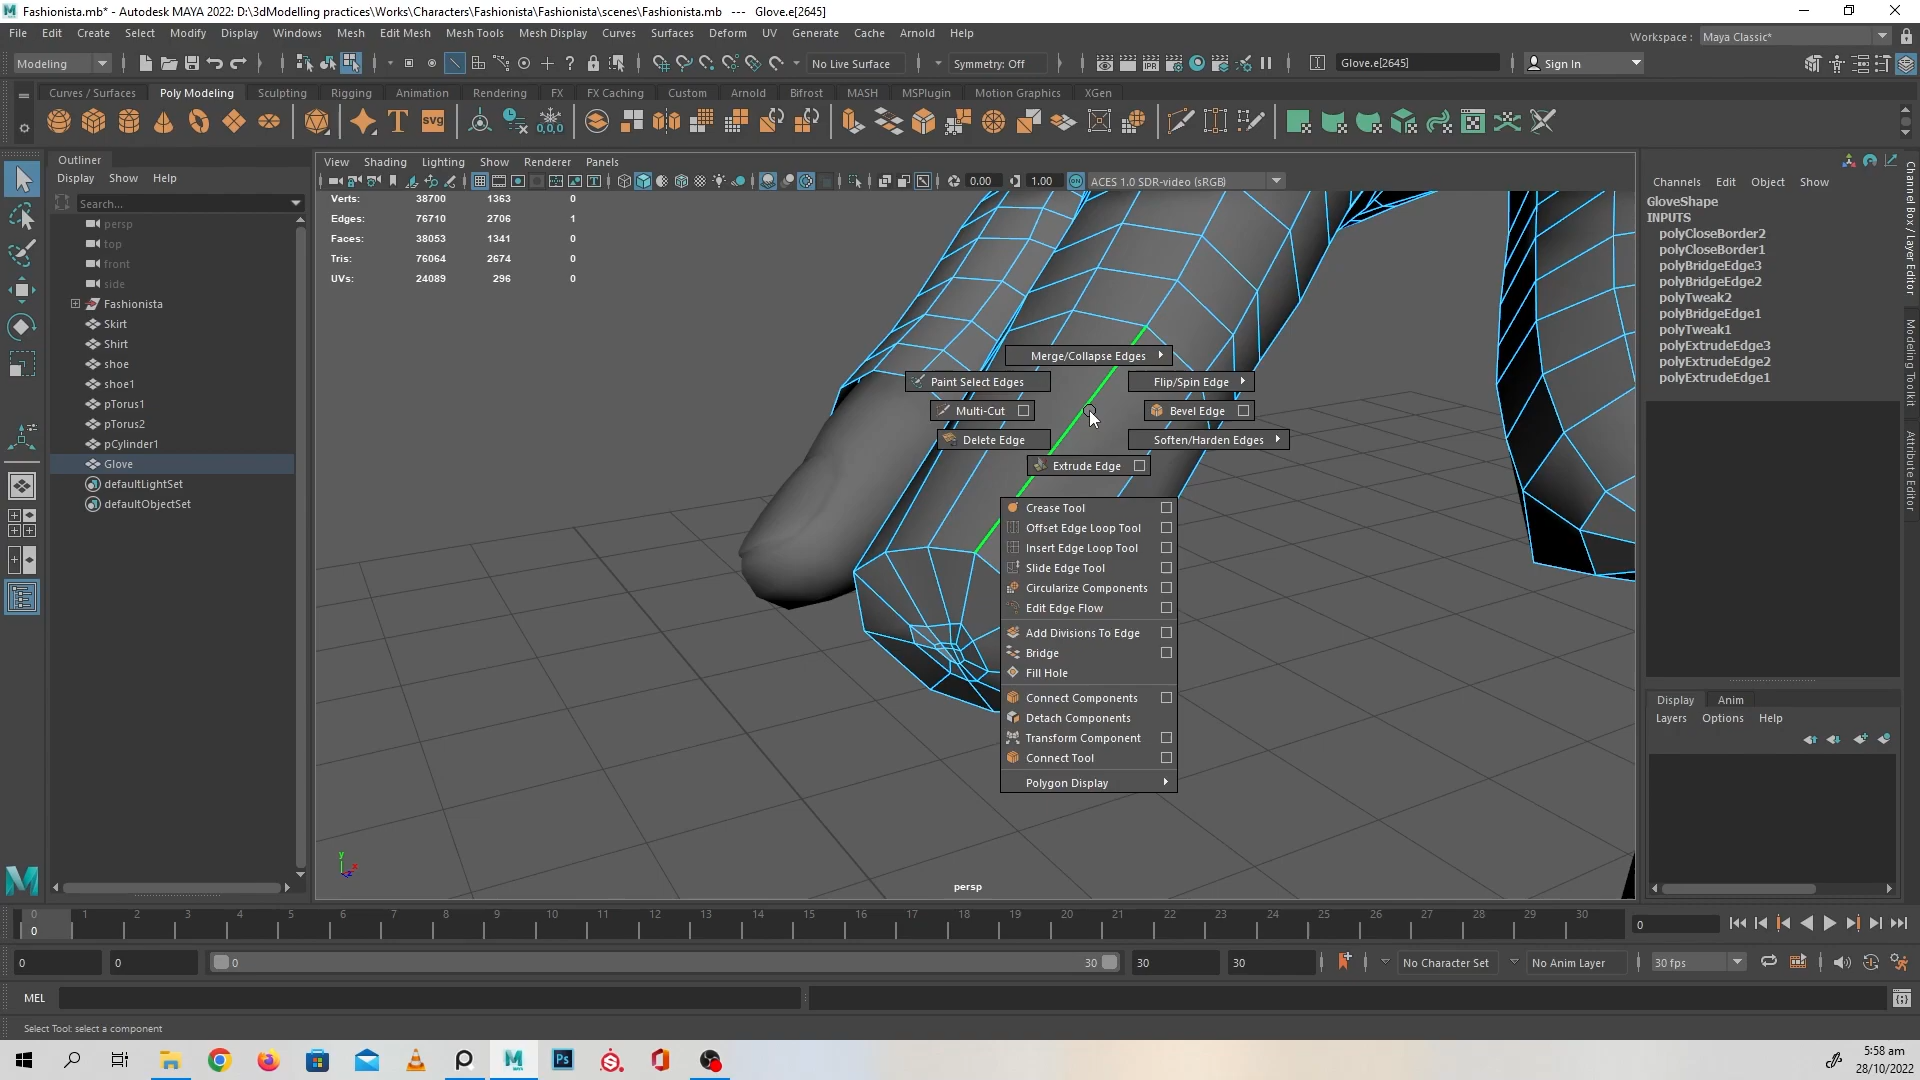 Fashionista.mb* - Autodesk MAYA 2022: D:\3dModelling practices\Works\Characters\Fashionista\Fashionista\scenes\Fashionista.mb --- Glove.e[2645]
File Edit Create Select Modify Display Windows Mesh Edit Mesh Mesh Tools Mesh Display Curves Surfaces Deform UV Generate Cache Arnold Help
Workspace : Maya Classic*
Modeling No Live Surface Symmetry: Off Glove.e[2645] Sign In
Curves / Surfaces Poly Modeling Sculpting Rigging Animation Rendering FX FX Caching Custom Arnold Bifrost MASH MSPlugin Motion Graphics XGen
T svg 0,0,0
Outliner
Display Show Help
Search...
persp
top
front
side
Fashionista
Skirt
Shirt
shoe
shoe1
pTorus1
pTorus2
pCylinder1
Glove
defaultLightSet
defaultObjectSet
View Shading Lighting Show Renderer Panels
0.00 1.00 ACES 1.0 SDR-video (sRGB)
Verts: 38700 1363 0
Edges: 76710 2706 1
Faces: 38053 1341 0
Tris: 76064 2674 0
UVs: 24089 296 0
Merge/Collapse Edges
Paint Select Edges
Flip/Spin Edge
Multi-Cut
Bevel Edge
Delete Edge
Soften/Harden Edges
Extrude Edge
Crease Tool
Offset Edge Loop Tool
Insert Edge Loop Tool
Slide Edge Tool
Circularize Components
Edit Edge Flow
Add Divisions To Edge
Bridge
Fill Hole
Connect Components
Detach Components
Transform Component
Connect Tool
Polygon Display
y
x
z
persp
Channels Edit Object Show
GloveShape
INPUTS
polyCloseBorder2
polyCloseBorder1
polyBridgeEdge3
polyBridgeEdge2
polyTweak2
polyBridgeEdge1
polyTweak1
polyExtrudeEdge3
polyExtrudeEdge2
polyExtrudeEdge1
Channel Box / Layer Editor
Modeling Toolkit
Attribute Editor
Display Anim
Layers Options Help
0 1 2 3 4 5 6 7 8 9 10 11 12 13 14 15 16 17 18 19 20 21 22 23 24 25 26 27 28 29 30
0 0
0 0 0 30 30 30 No Character Set No Anim Layer 30 fps
MEL
Select Tool: select a component
5:58 am
28/10/2022